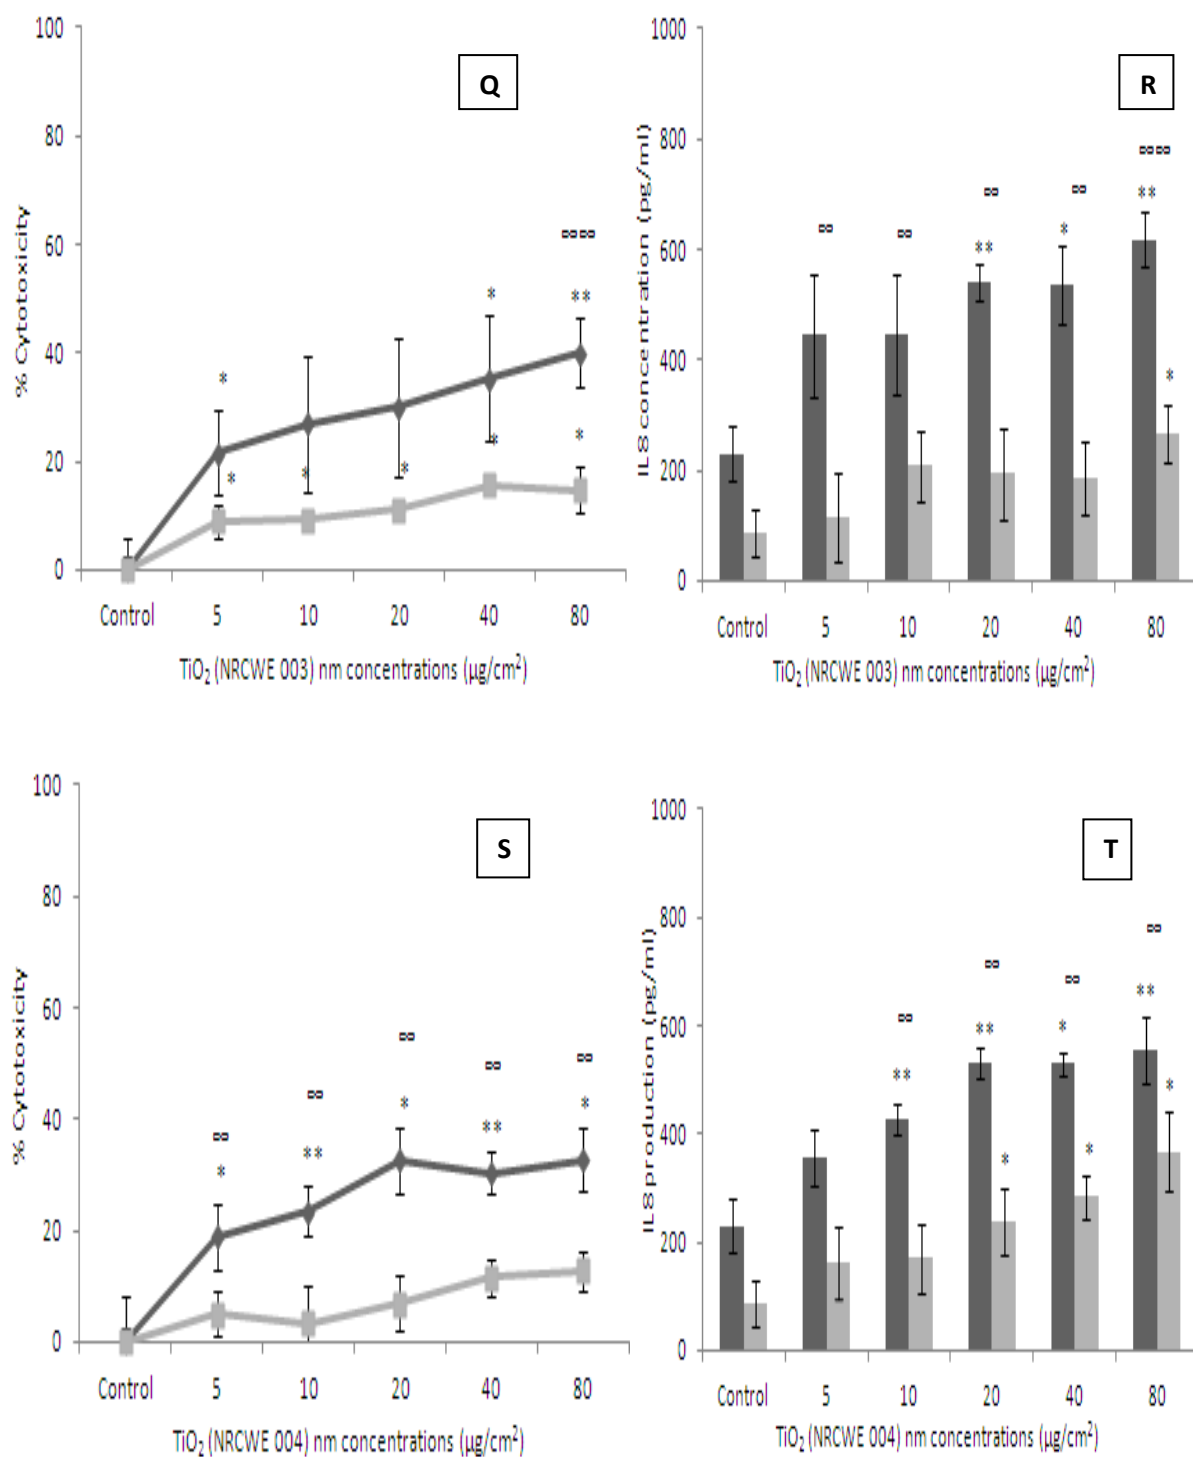 Q
100
80
60
40
20
0
% Cytotoxicity
∞∞
* * **
* * * * *
Control 5 10 20 40 80
TiO₂ (NRCWE 003) nm concentrations (µg/cm²)
R
1000
800
600
400
200
0
IL8 concentration (pg/ml)
∞ ∞ ∞ ∞ ∞∞
** * **
*
Control 5 10 20 40 80
TiO₂ (NRCWE 003) nm concentrations (µg/cm²)
S
100
80
60
40
20
0
% Cytotoxicity
∞ ∞ ∞ ∞ ∞
* ** * ** *
Control 5 10 20 40 80
TiO₂ (NRCWE 004) nm concentrations (µg/cm²)
T
1000
800
600
400
200
0
IL8 production (pg/ml)
∞ ∞ ∞ ∞
** ** * **
* * *
Control 5 10 20 40 80
TiO₂ (NRCWE 004) nm concentrations (µg/cm²)